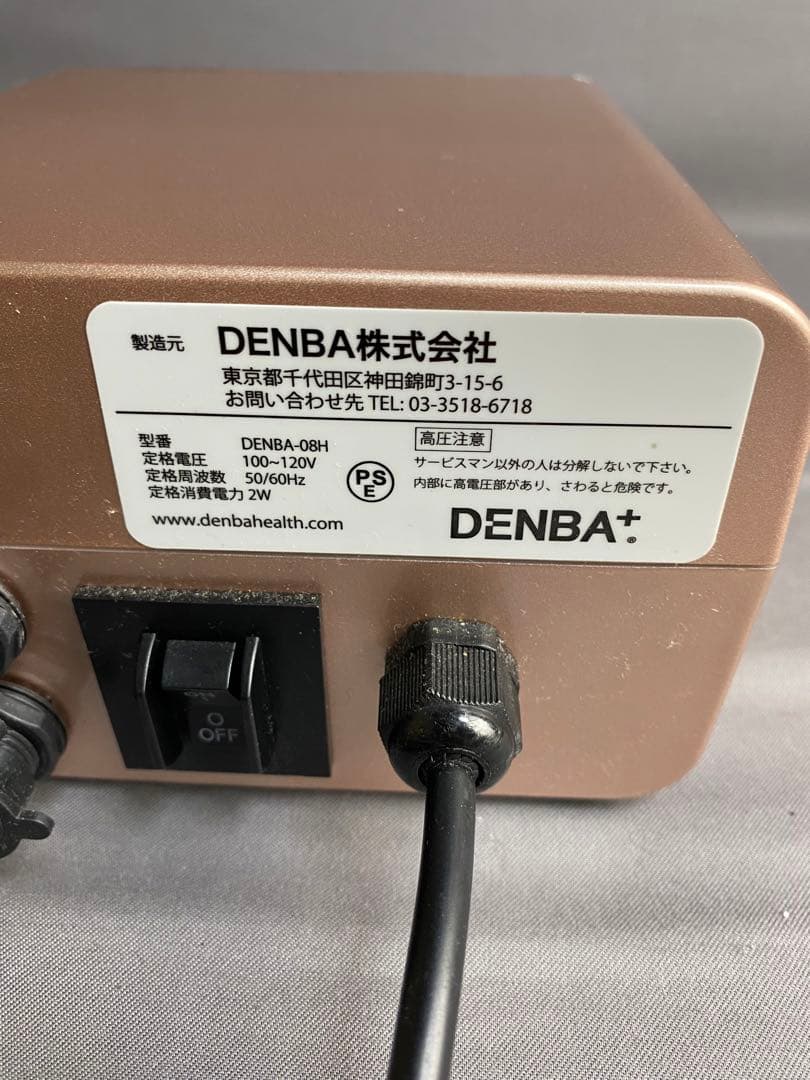 製造元 DENBA株式会社
東京都千代田区神田錦町3-15-6
お問い合わせ先 TEL: 03-3518-6718
型番 DENBA-08H
定格電圧 100~120V
定格周波数 50/60Hz
定格消費電力 2W
www.denbahealth.com
PS
E
高圧注意
サービスマン以外の人は分解しないで下さい。
内部に高電圧部があり、さわると危険です。
DENBA+®
O
OFF